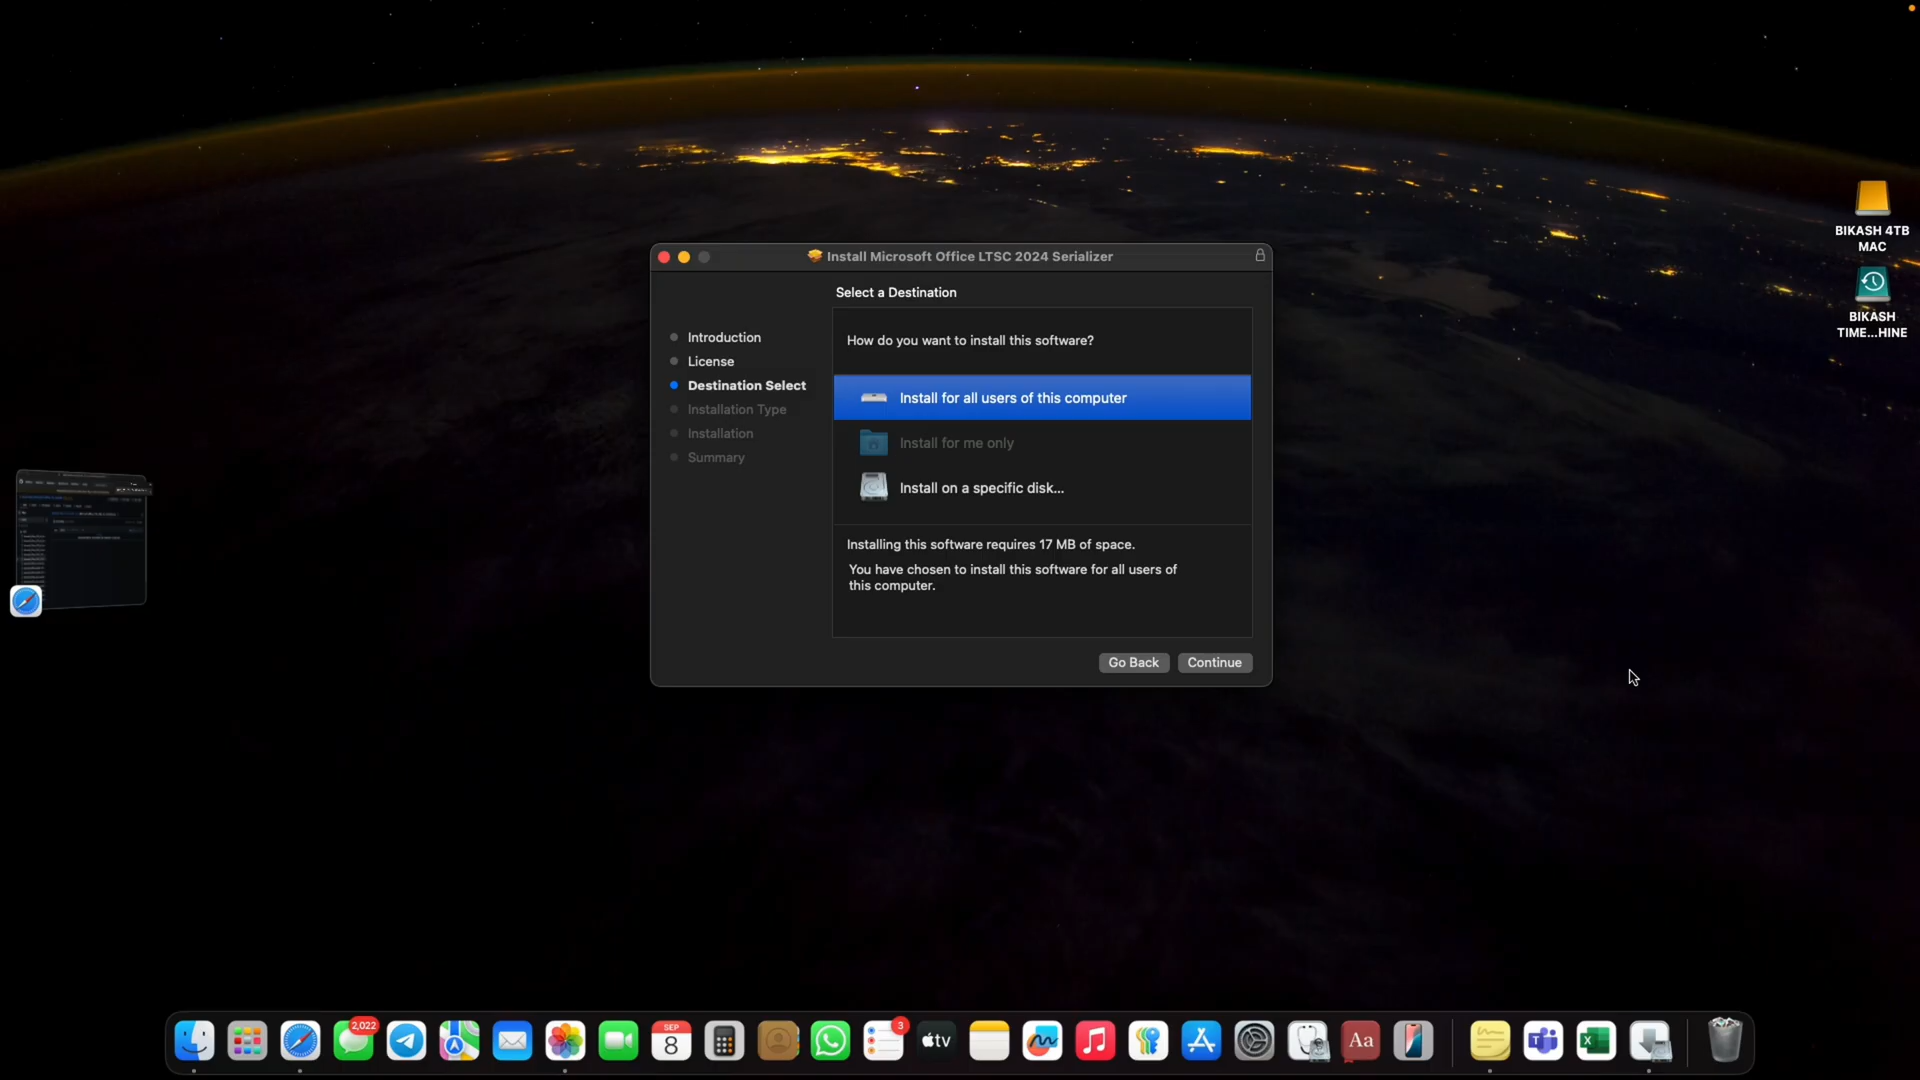 Install Microsoft Office LTSC 2024 Serializer
Select a Destination
Introduction
License
Destination Select
Installation Type
Installation
Summary
How do you want to install this software?
Install for all users of this computer
Install for me only
Install on a specific disk...
Installing this software requires 17 MB of space.
You have chosen to install this software for all users of
this computer.
Go Back
Continue
BIKASH 4TB
MAC
BIKASH
TIME...HINE
2,022
SEP
8
3
tv
Aa